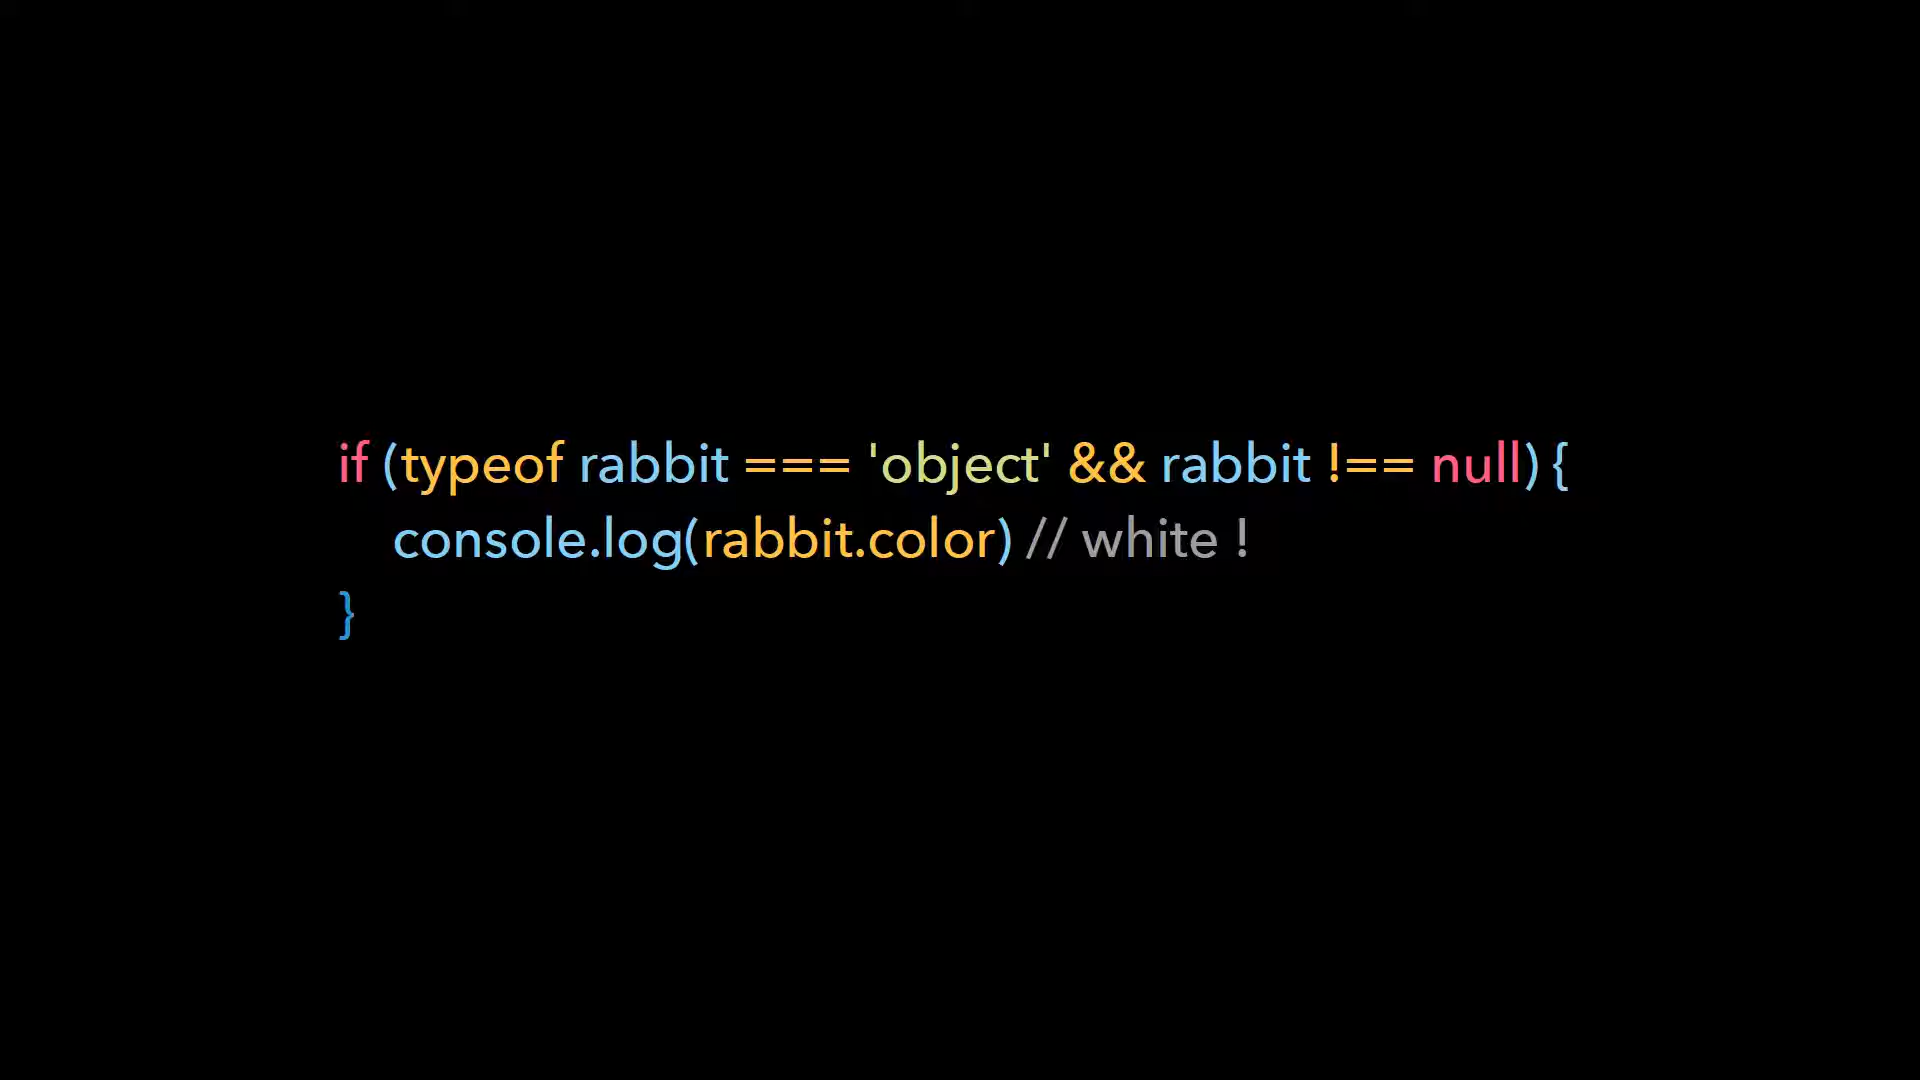 if (typeof rabbit === 'object' && rabbit !== null) {
console.log(rabbit.color) // white !
}